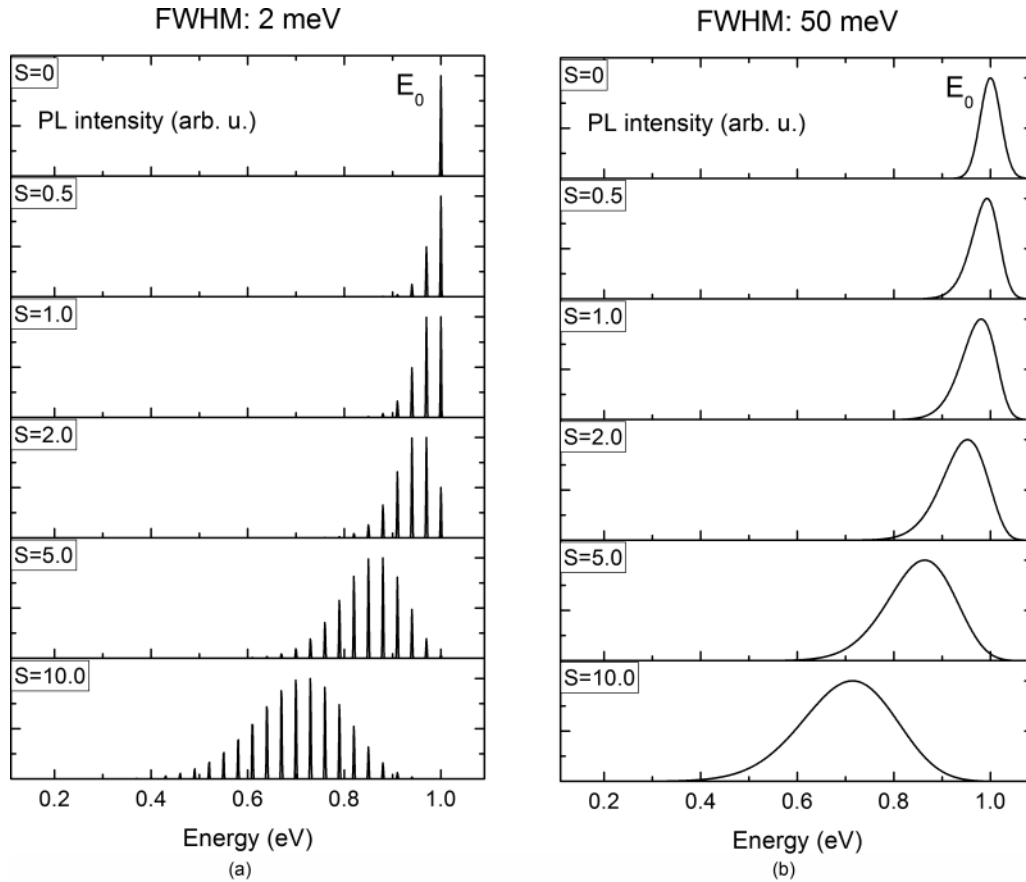 FWHM: 2 meV
S=0
E0
PL intensity (arb. u.)
S=0.5
S=1.0
S=2.0
S=5.0
S=10.0
0.2 0.4 0.6 0.8 1.0
Energy (eV)
(a)
FWHM: 50 meV
S=0
E0
PL intensity (arb. u.)
S=0.5
S=1.0
S=2.0
S=5.0
S=10.0
0.2 0.4 0.6 0.8 1.0
Energy (eV)
(b)